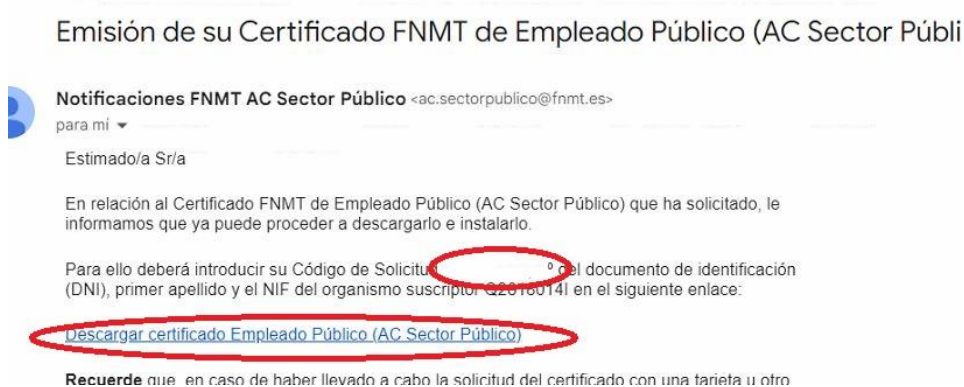 Emisión de su Certificado FNMT de Empleado Público (AC Sector Públi
Notificaciones FNMT AC Sector Público <ac.sectorpublico@fnmt.es>
para mí
Estimado/a Sr/a
En relación al Certificado FNMT de Empleado Público (AC Sector Público) que ha solicitado, le
informamos que ya puede proceder a descargarlo e instalarlo.
Para ello deberá introducir su Código de Solicitud º del documento de identificación
(DNI), primer apellido y el NIF del organismo suscriptor Q2818014I en el siguiente enlace:
Descargar certificado Empleado Público (AC Sector Público)
Recuerde que, en caso de haber llevado a cabo la solicitud del certificado con una tarjeta u otro